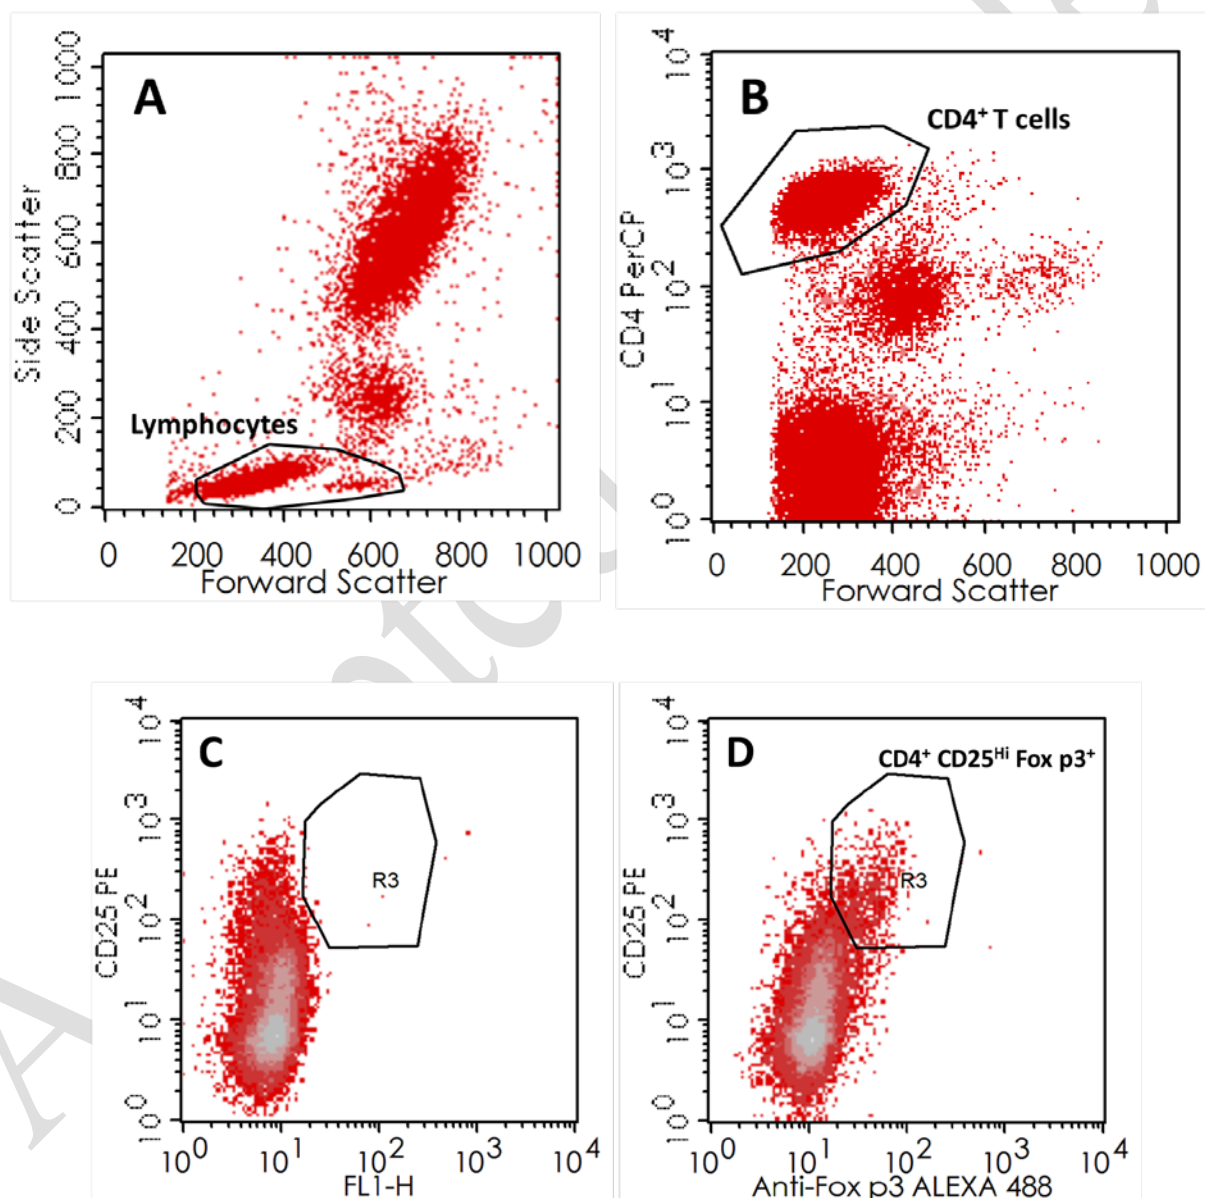 A
Lymphocytes
Side Scatter
0 200 400 600 800 1000
0 200 400 600 800 1000
Forward Scatter
B
CD4⁺ T cells
CD4 PerCP
10⁰ 10¹ 10² 10³ 10⁴
0 200 400 600 800 1000
Forward Scatter
C
R3
CD25 PE
10⁰ 10¹ 10² 10³ 10⁴
10⁰ 10¹ 10² 10³ 10⁴
FL1-H
D
CD4⁺ CD25ᴴⁱ Fox p3⁺
R3
CD25 PE
10⁰ 10¹ 10² 10³ 10⁴
10⁰ 10¹ 10² 10³ 10⁴
Anti-Fox p3 ALEXA 488